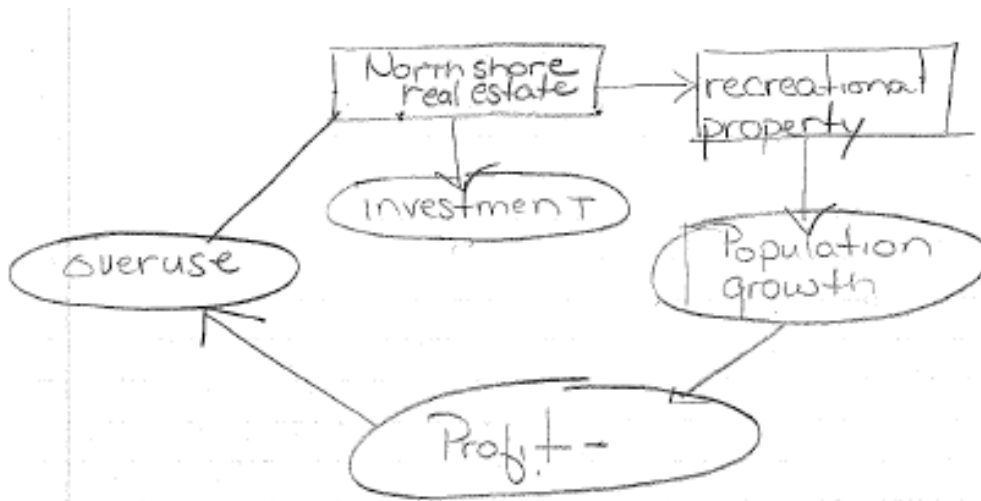 North shore
real estate
recreational
property
investment
overuse
Population
growth
Profit -